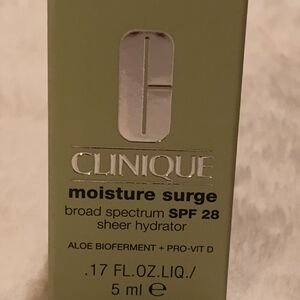 CLINIQUE
moisture surge
broad spectrum SPF 28
sheer hydrator
ALOE BIOFERMENT + PRO-VIT D
.17 FL.OZ.LIQ./
5 ml ℮